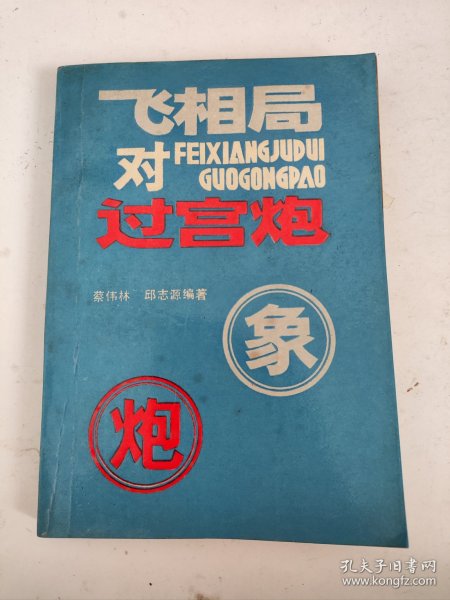 飞相局
对 FEIXIANGJUDUI
GUOGONGPAO
过宫炮
蔡伟林 邱志源编著
象
炮
孔夫子旧书网
www.kongfz.com